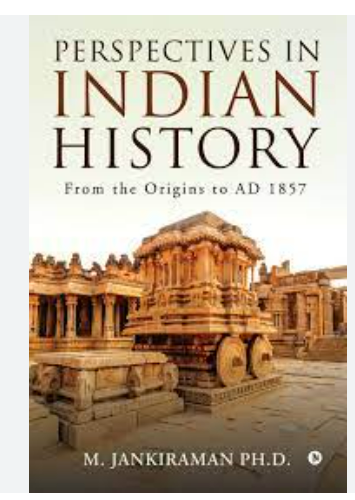 PERSPECTIVES IN
INDIAN
HISTORY
From the Origins to AD 1857
M. JANKIRAMAN PH.D.